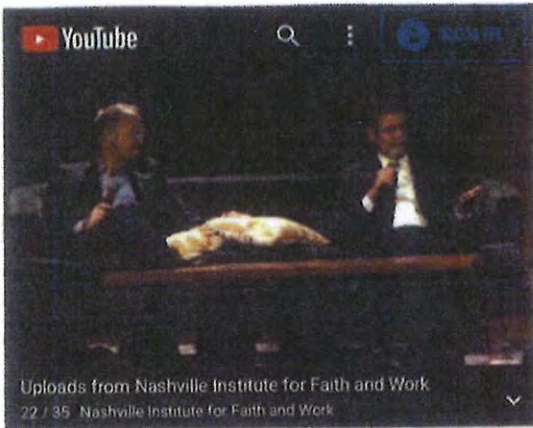 YouTube
Uploads from Nashville Institute for Faith and Work
22 / 35 Nashville Institute for Faith and Work